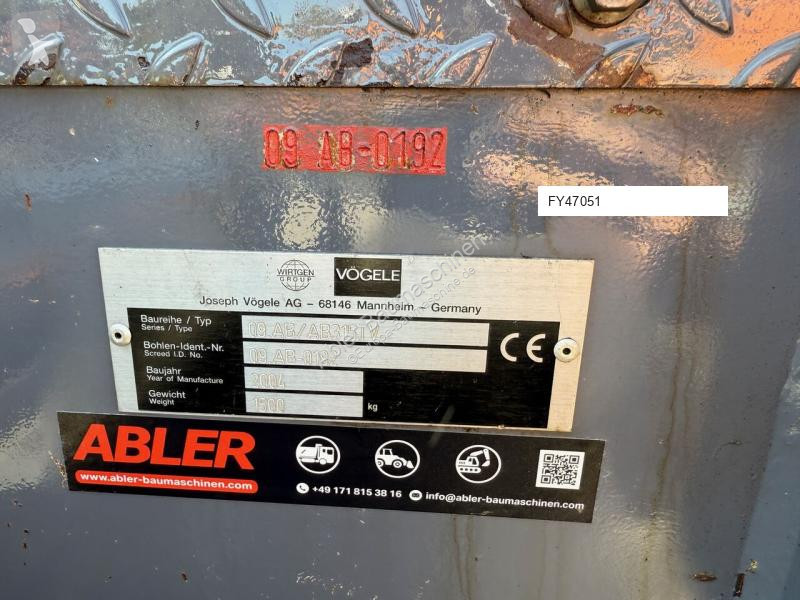 09 AB-0192
FY47051
WIRTGEN
GROUP
VÖGELE
Joseph Vögele AG - 68146 Mannheim - Germany
Baureihe / Typ
Series / Type
09 AB/AB315TV
Bohlen-Ident.-Nr.
Screed I.D. No.
09 AB-0192
Baujahr
Year of Manufacture
2004
Gewicht
Weight
1500
kg
CE
ABLER
www.abler-baumaschinen.com
+49 171 815 38 16
info@abler-baumaschinen.com